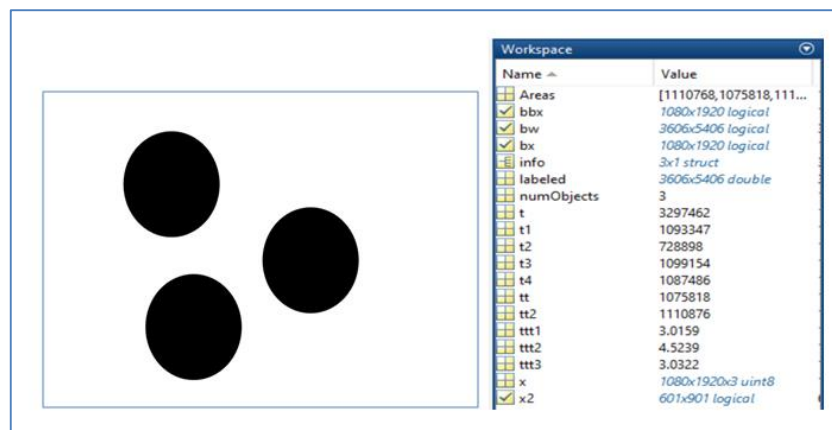 Workspace
Name Value
Areas [1110768,1075818,111...
bbx 1080x1920 logical
bw 3606x5406 logical
bx 1080x1920 logical
info 3x1 struct
labeled 3606x5406 double
numObjects 3
t 3297462
t1 1093347
t2 728898
t3 1099154
t4 1087486
tt 1075818
tt2 1110876
ttt1 3.0159
ttt2 4.5239
ttt3 3.0322
x 1080x1920x3 uint8
x2 601x901 logical